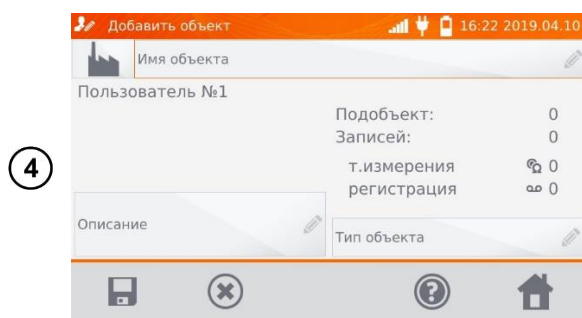 Добавить объект 16:22 2019.04.10
Имя объекта
Пользователь №1
Подобъект: 0
Записей: 0
4
т.измерения 0
регистрация 0
Описание
Тип объекта